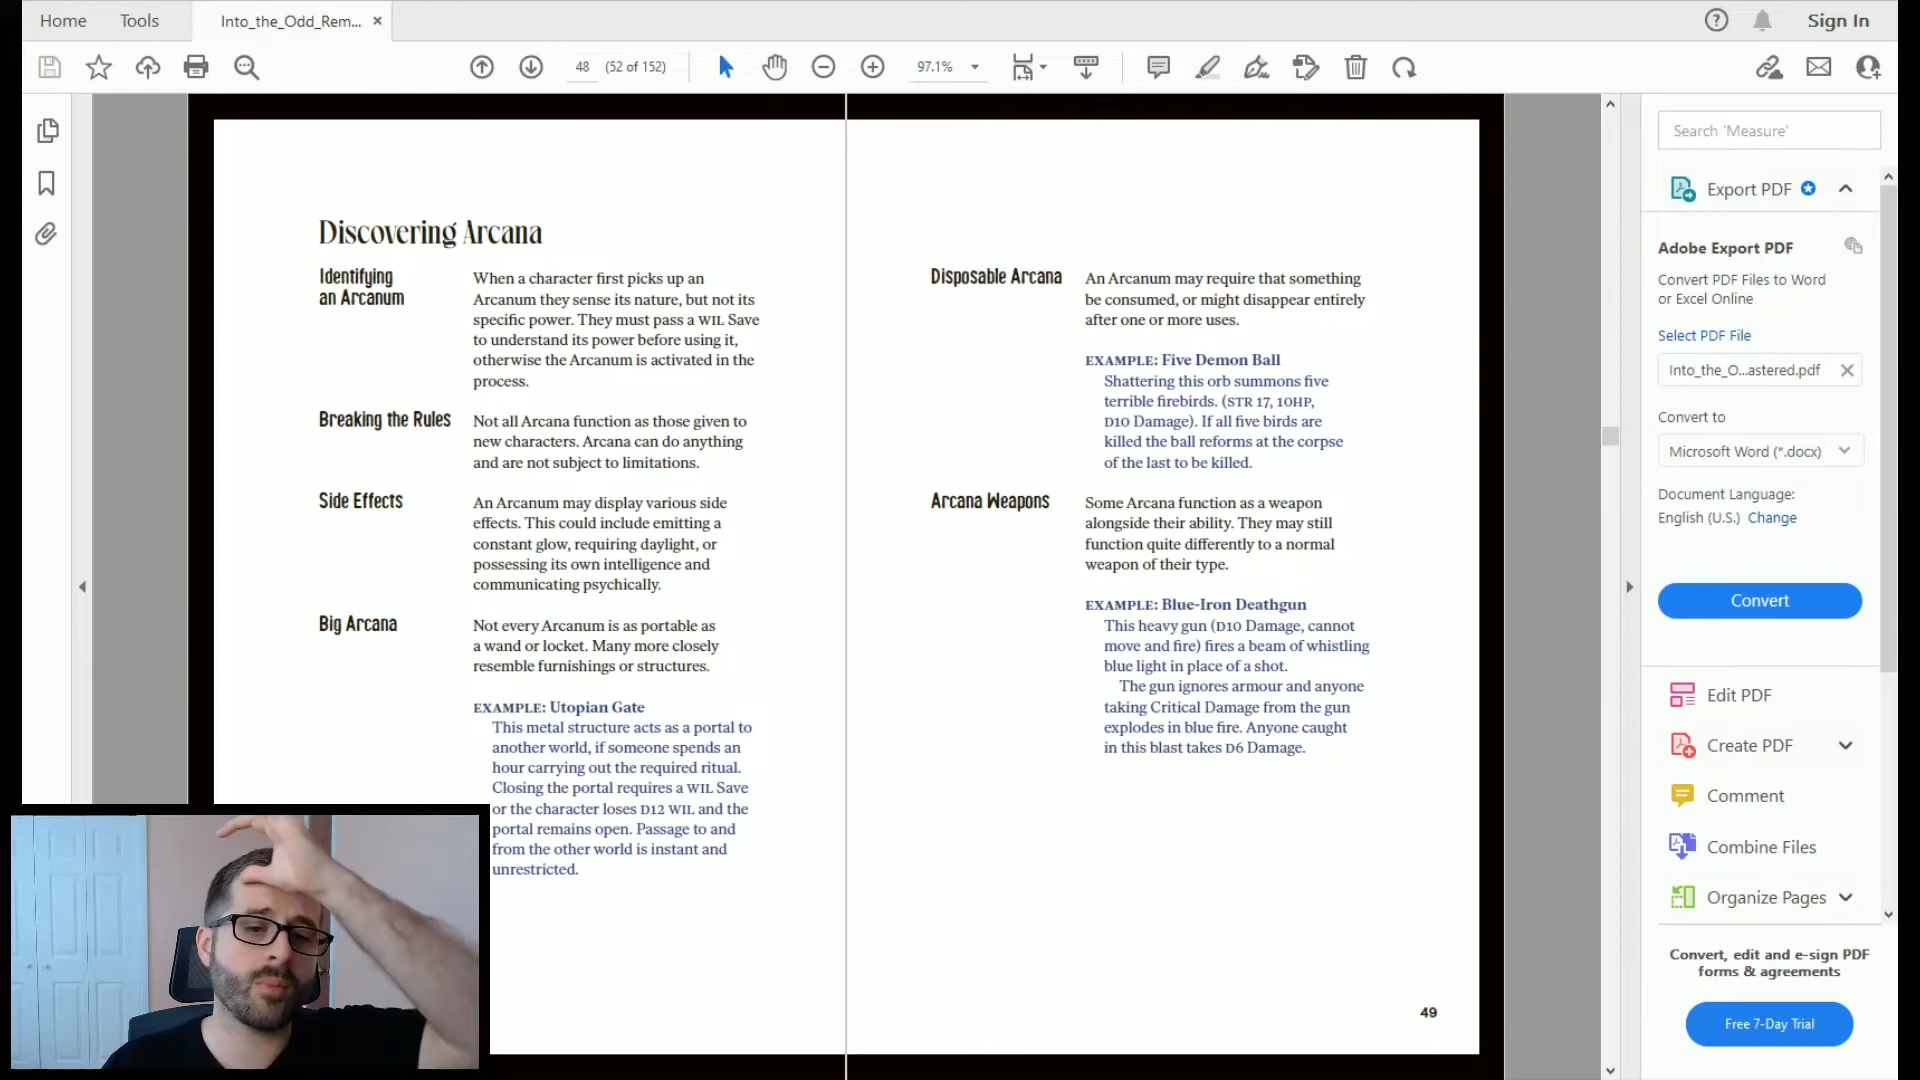 Home
Tools
Into_the_Odd_Rem...
Sign In
48
(52 of 152)
97.1%
Discovering Arcana
Identifying
an Arcanum
When a character first picks up an
Arcanum they sense its nature, but not its
specific power. They must pass a WIL Save
to understand its power before using it,
otherwise the Arcanum is activated in the
process.
Breaking the Rules
Not all Arcana function as those given to
new characters. Arcana can do anything
and are not subject to limitations.
Side Effects
An Arcanum may display various side
effects. This could include emitting a
constant glow, requiring daylight, or
possessing its own intelligence and
communicating psychically.
Big Arcana
Not every Arcanum is as portable as
a wand or locket. Many more closely
resemble furnishings or structures.
EXAMPLE: Utopian Gate
This metal structure acts as a portal to
another world, if someone spends an
hour carrying out the required ritual.
Closing the portal requires a WIL Save
or the character loses D12 WIL and the
portal remains open. Passage to and
from the other world is instant and
unrestricted.
Disposable Arcana
An Arcanum may require that something
be consumed, or might disappear entirely
after one or more uses.
EXAMPLE: Five Demon Ball
Shattering this orb summons five
terrible firebirds. (STR 17, 10HP,
D10 Damage). If all five birds are
killed the ball reforms at the corpse
of the last to be killed.
Arcana Weapons
Some Arcana function as a weapon
alongside their ability. They may still
function quite differently to a normal
weapon of their type.
EXAMPLE: Blue-Iron Deathgun
This heavy gun (D10 Damage, cannot
move and fire) fires a beam of whistling
blue light in place of a shot.
The gun ignores armour and anyone
taking Critical Damage from the gun
explodes in blue fire. Anyone caught
in this blast takes D6 Damage.
49
Search 'Measure'
Export PDF
Adobe Export PDF
Convert PDF Files to Word
or Excel Online
Select PDF File
Into_the_O...astered.pdf
Convert to
Microsoft Word (*.docx)
Document Language:
English (U.S.) Change
Convert
Edit PDF
Create PDF
Comment
Combine Files
Organize Pages
Convert, edit and e-sign PDF
forms & agreements
Free 7-Day Trial